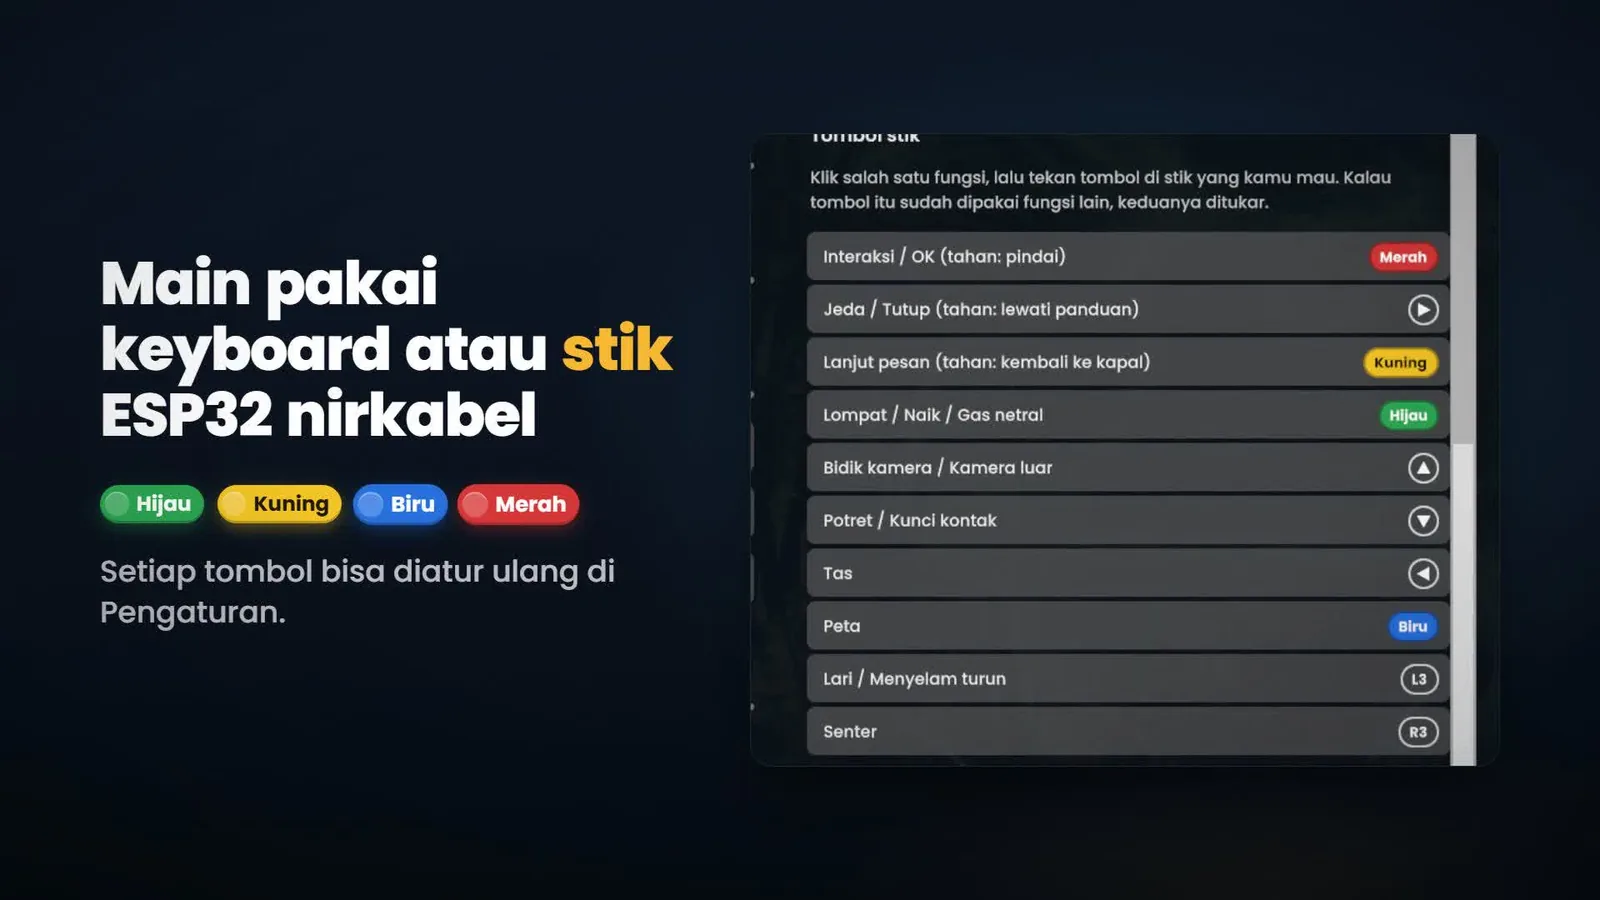 Main pakai
keyboard atau stik
ESP32 nirkabel
Hijau
Kuning
Biru
Merah
Setiap tombol bisa diatur ulang di
Pengaturan.
Tombol stik
Klik salah satu fungsi, lalu tekan tombol di stik yang kamu mau. Kalau
tombol itu sudah dipakai fungsi lain, keduanya ditukar.
Interaksi / OK (tahan: pindai)
Merah
Jeda / Tutup (tahan: lewati panduan)
Lanjut pesan (tahan: kembali ke kapal)
Kuning
Lompat / Naik / Gas netral
Hijau
Bidik kamera / Kamera luar
Potret / Kunci kontak
Tas
Peta
Biru
Lari / Menyelam turun
L3
Senter
R3